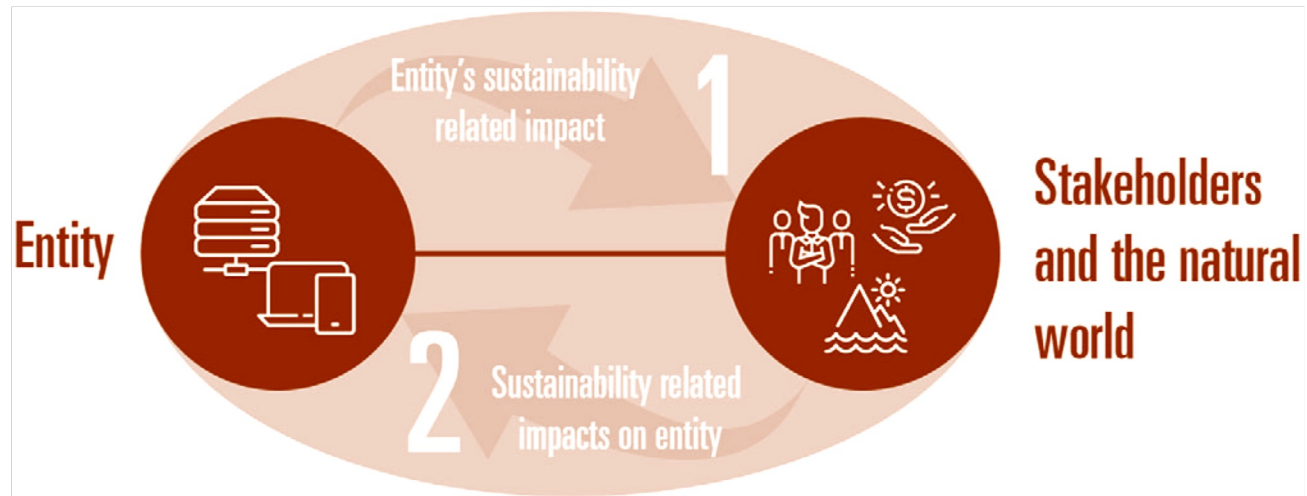 Entity's sustainability
related impact
1
Entity
Stakeholders
and the natural
world
$
2
Sustainability related
impacts on entity